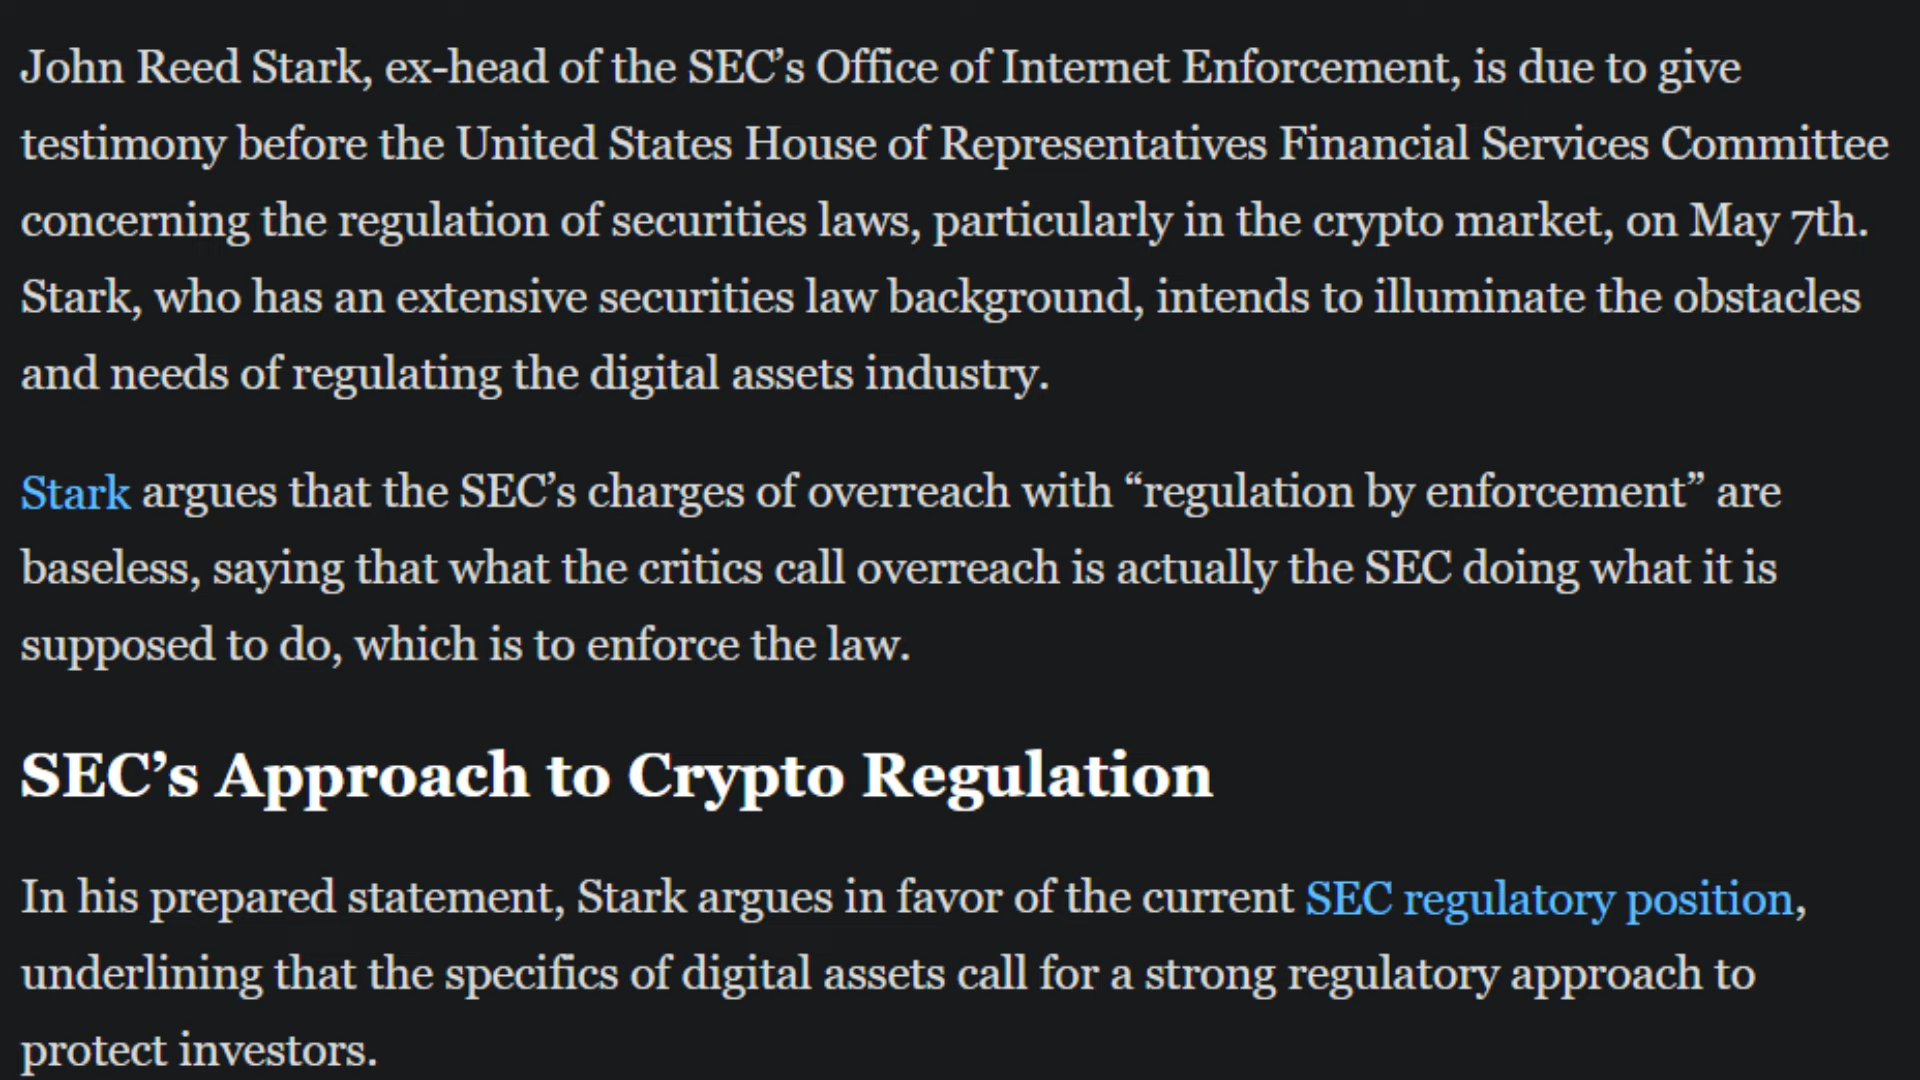 John Reed Stark, ex-head of the SEC’s Office of Internet Enforcement, is due to give
testimony before the United States House of Representatives Financial Services Committee
concerning the regulation of securities laws, particularly in the crypto market, on May 7th.
Stark, who has an extensive securities law background, intends to illuminate the obstacles
and needs of regulating the digital assets industry.
Stark argues that the SEC’s charges of overreach with “regulation by enforcement” are
baseless, saying that what the critics call overreach is actually the SEC doing what it is
supposed to do, which is to enforce the law.
SEC’s Approach to Crypto Regulation
In his prepared statement, Stark argues in favor of the current SEC regulatory position,
underlining that the specifics of digital assets call for a strong regulatory approach to
protect investors.